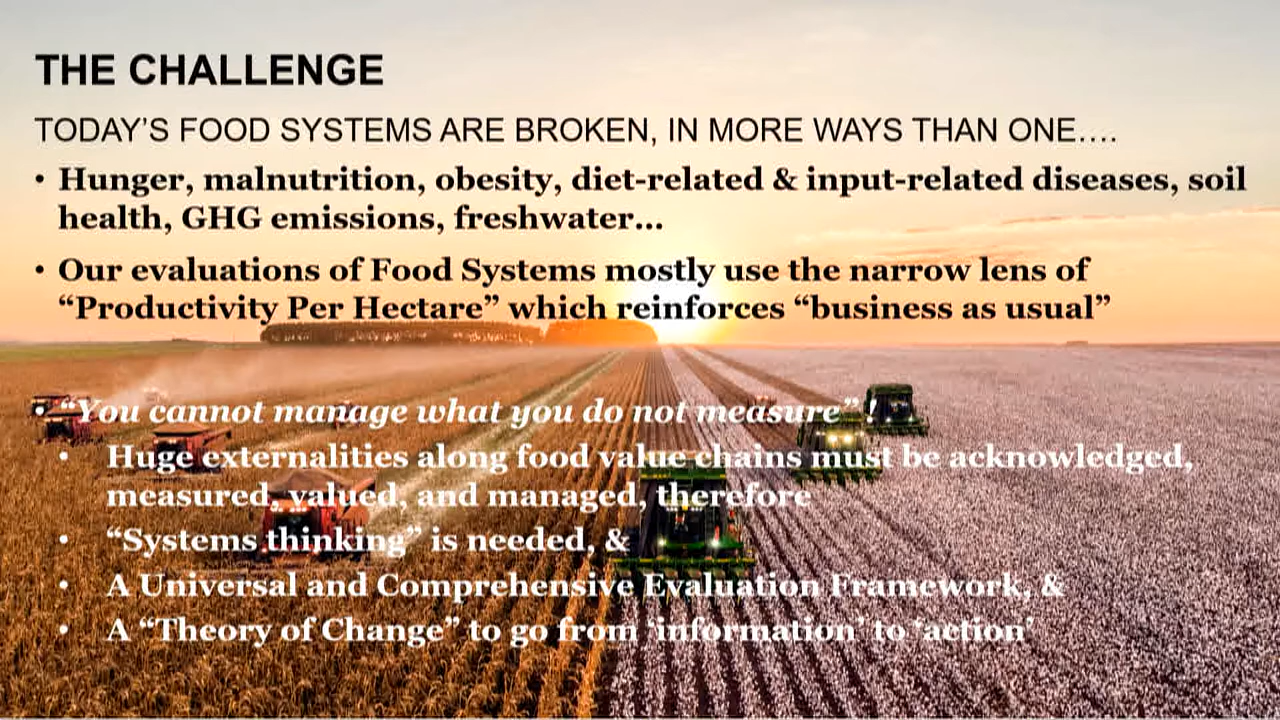 THE CHALLENGE
TODAY’S FOOD SYSTEMS ARE BROKEN, IN MORE WAYS THAN ONE….
• Hunger, malnutrition, obesity, diet-related & input-related diseases, soil
health, GHG emissions, freshwater…
• Our evaluations of Food Systems mostly use the narrow lens of
“Productivity Per Hectare” which reinforces “business as usual”
• “You cannot manage what you do not measure” !
• Huge externalities along food value chains must be acknowledged,
measured, valued, and managed, therefore
• “Systems thinking” is needed, &
• A Universal and Comprehensive Evaluation Framework, &
• A “Theory of Change” to go from ‘information’ to ‘action’